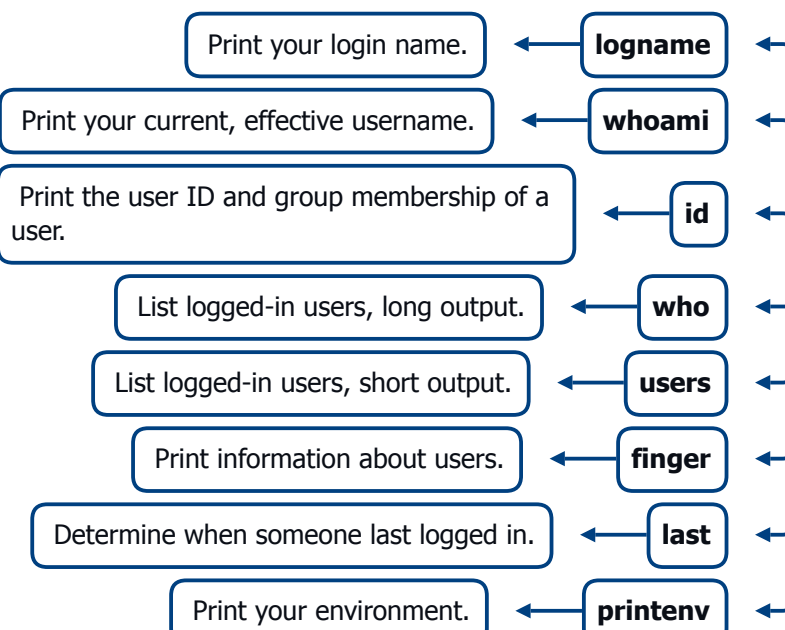 Print your login name. logname
Print your current, effective username. whoami
Print the user ID and group membership of a
user.
id
List logged-in users, long output. who
List logged-in users, short output. users
Print information about users. finger
Determine when someone last logged in. last
Print your environment. printenv